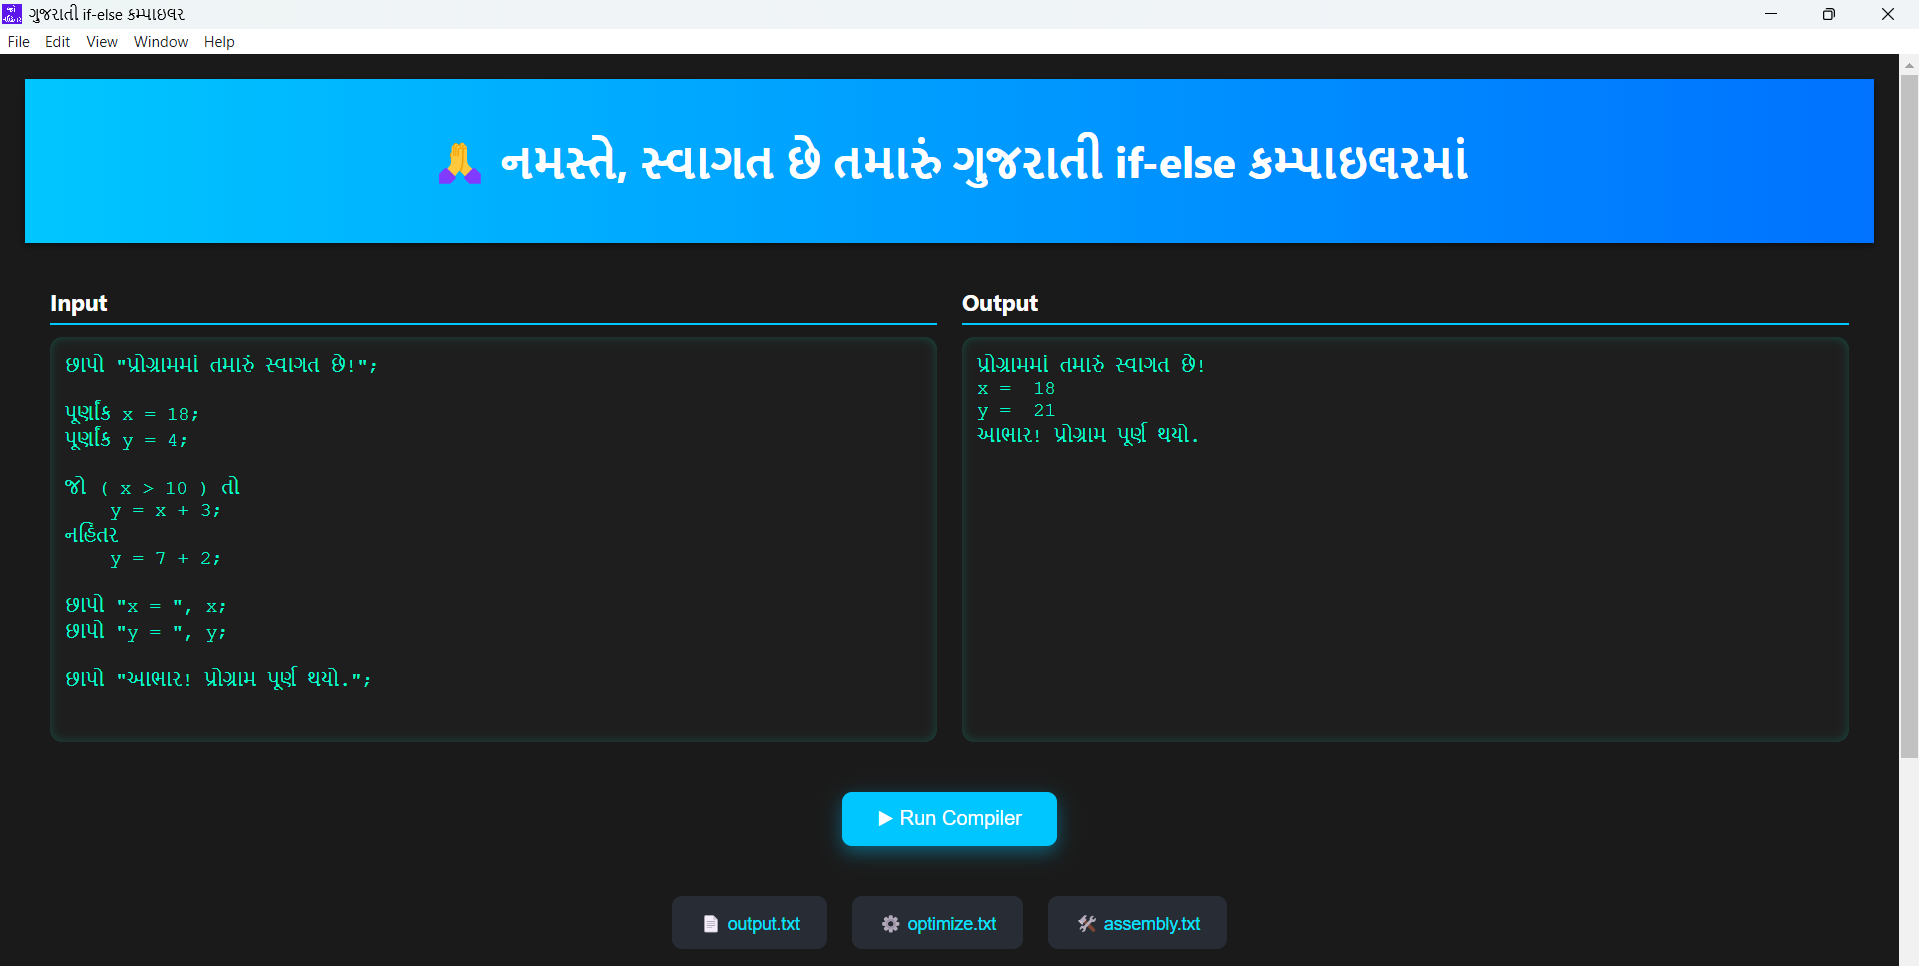 ગુજરાતી if-else કમ્પાઇલર
File Edit View Window Help
🙏 નમસ્તે, સ્વાગત છે તમારું ગુજરાતી if-else કમ્પાઇલરમાં
Input
છાપો "પ્રોગ્રામમાં તમારું સ્વાગત છે!";
પૂર્ણાંક x = 18;
પૂર્ણાંક y = 4;
જો ( x > 10 ) તો
y = x + 3;
નહિતર
y = 7 + 2;
છાપો "x = ", x;
છાપો "y = ", y;
છાપો "આભાર! પ્રોગ્રામ પૂર્ણ થયો.";
Output
પ્રોગ્રામમાં તમારું સ્વાગત છે!
x =  18
y =  21
આભાર! પ્રોગ્રામ પૂર્ણ થયો.
▶ Run Compiler
output.txt
optimize.txt
assembly.txt